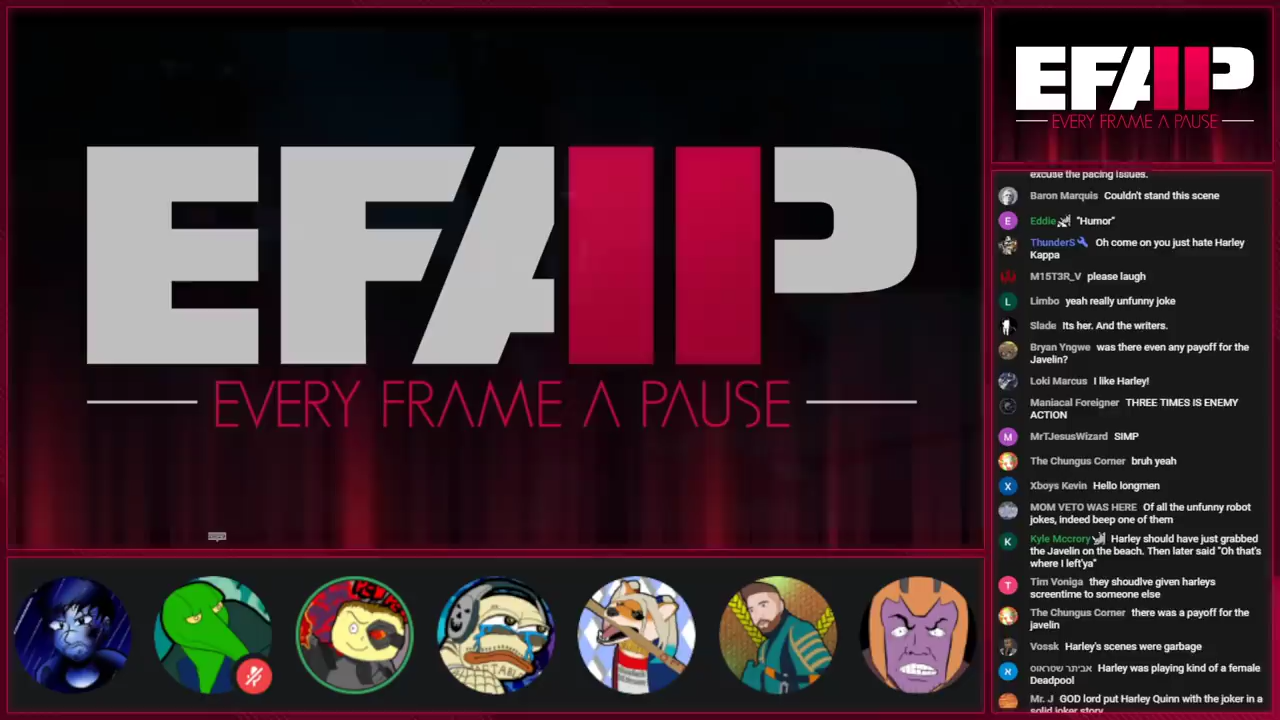 EFAP
EVERY FRAME A PAUSE
EFAP
EVERY FRAME A PAUSE
excuse the pacing issues.
Baron Marquis Couldn't stand this scene
E Eddie "Humor"
ThunderS Oh come on you just hate Harley
Kappa
M15T3R_V please laugh
L Limbo yeah really unfunny joke
Slade Its her. And the writers.
Bryan Yngwe was there even any payoff for the
Javelin?
Loki Marcus I like Harley!
Maniacal Foreigner THREE TIMES IS ENEMY
ACTION
M MrTJesusWizard SIMP
The Chungus Corner bruh yeah
X Xboys Kevin Hello longmen
MOM VETO WAS HERE Of all the unfunny robot
jokes, indeed beep one of them
K Kyle Mccrory Harley should have just grabbed
the Javelin on the beach. Then later said "Oh that's
where I left'ya"
T Tim Voniga they shoudlve given harleys
screentime to someone else
The Chungus Corner there was a payoff for the
javelin
Vossk Harley's scenes were garbage
א אביתר שטראוס Harley was playing kind of a female
Deadpool
Mr. J GOD lord put Harley Quinn with the joker in a
solid joker story